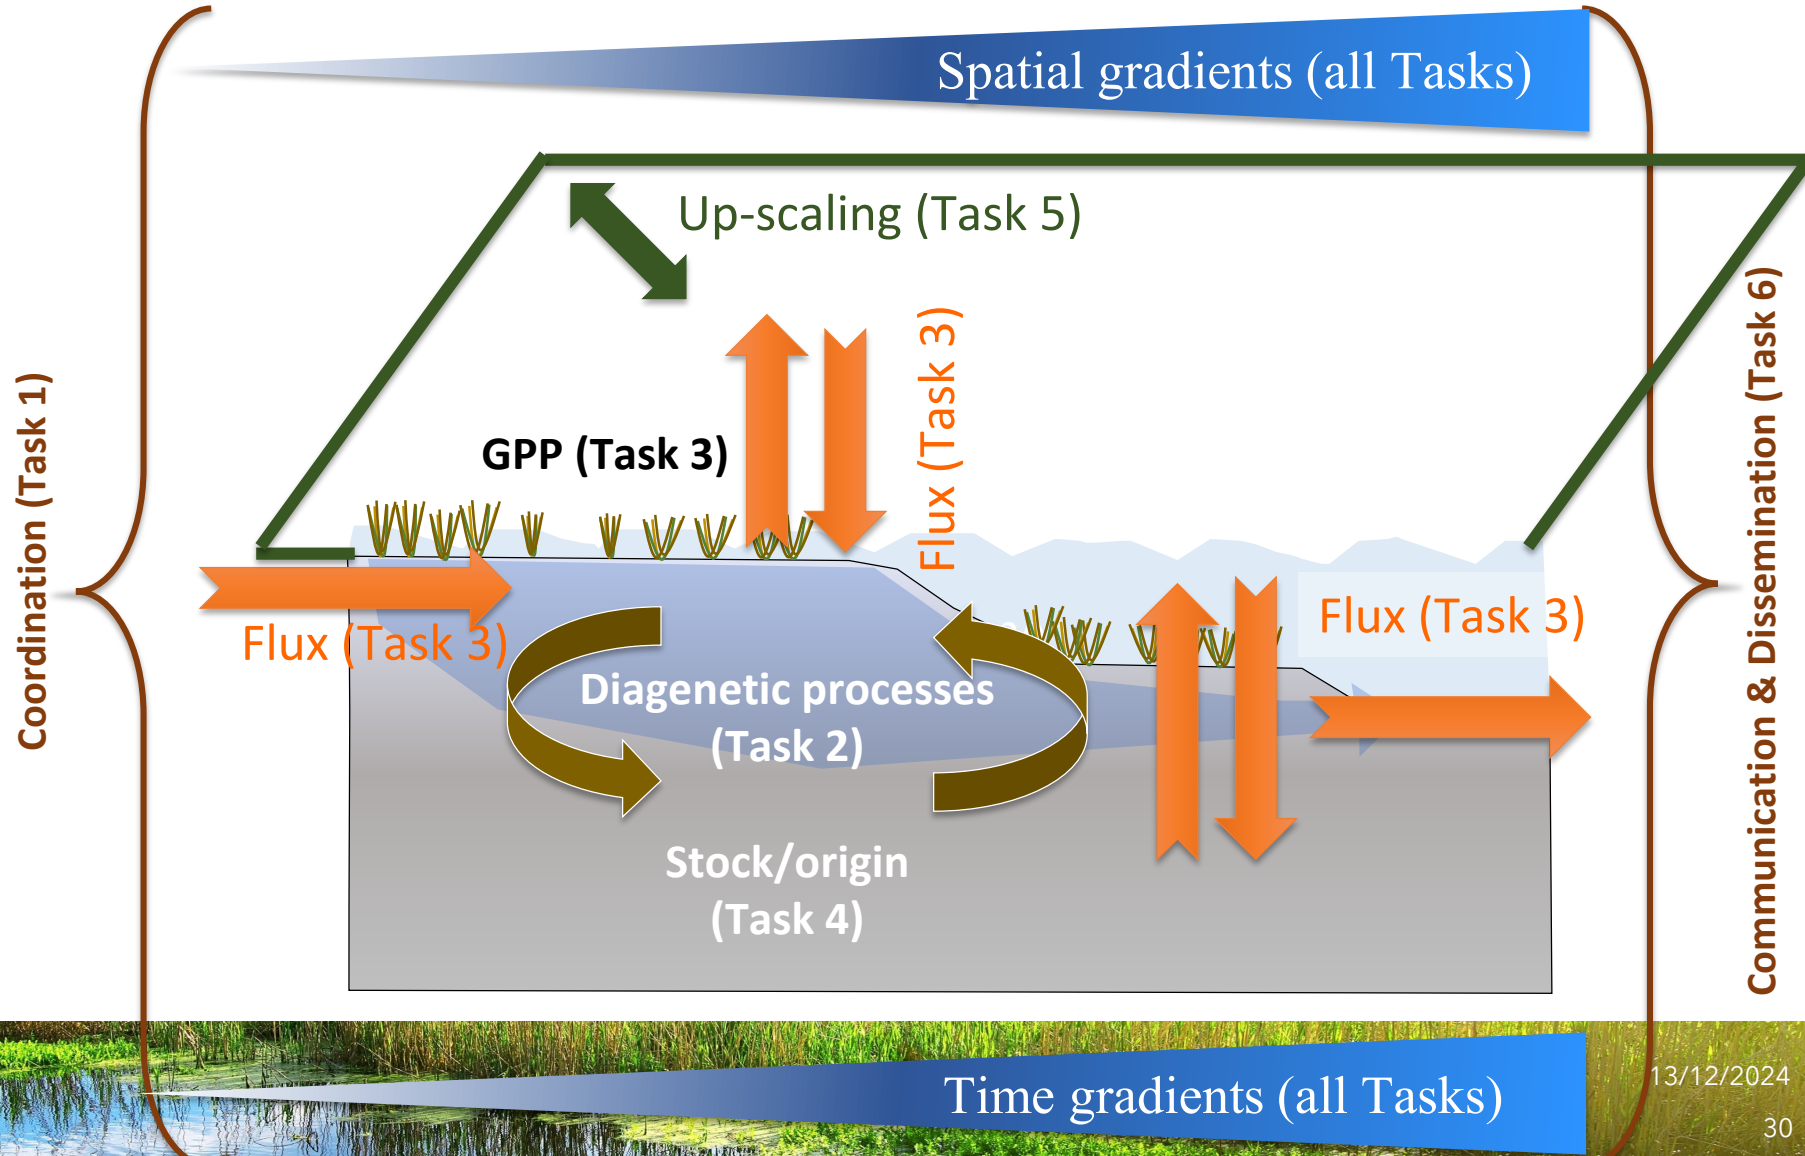 Spatial gradients (all Tasks)
Up-scaling (Task 5)
Coordination (Task 1)
Communication & Dissemination (Task 6)
Flux (Task 3)
GPP (Task 3)
Flux (Task 3)
Flux (Task 3)
Diagenetic processes
(Task 2)
Stock/origin
(Task 4)
Time gradients (all Tasks)
13/12/2024
30